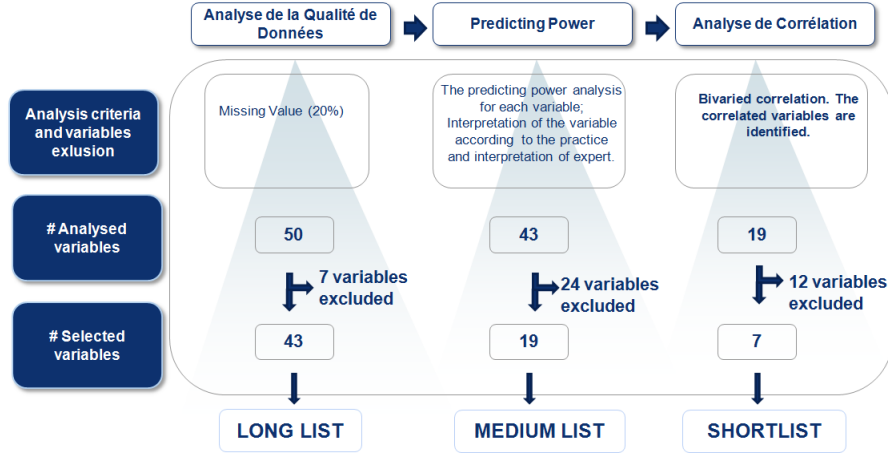 Analyse de la Qualité de
Données
Predicting Power
Analyse de Corrélation
Analysis criteria
and variables
exlusion
Missing Value (20%)
The predicting power analysis
for each variable;
Interpretation of the variable
according to the practice
and interpretation of expert.
Bivaried correlation. The
correlated variables are
identified.
# Analysed
variables
50
43
19
7 variables
excluded
24 variables
excluded
12 variables
excluded
# Selected
variables
43
19
7
LONG LIST
MEDIUM LIST
SHORTLIST